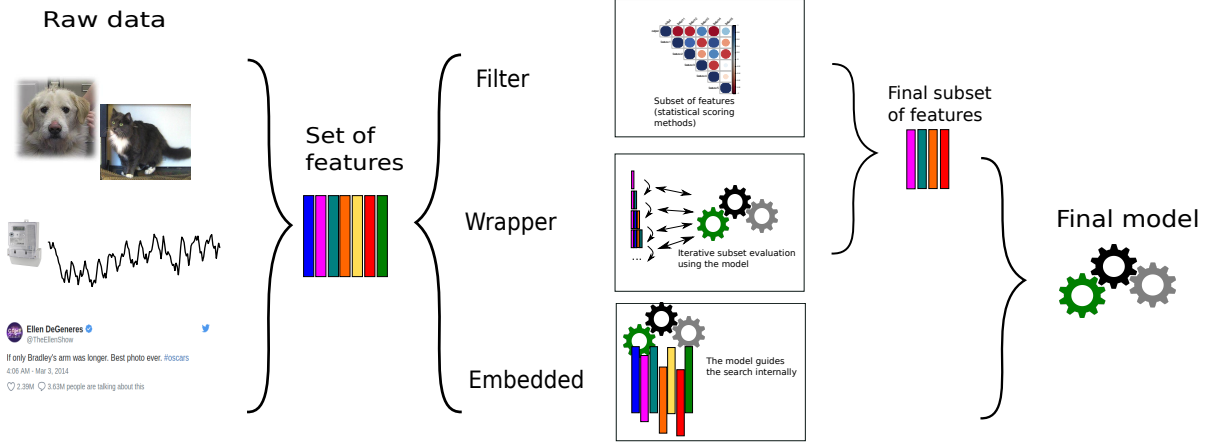 Raw data
Ellen DeGeneres
@TheEllenShow
If only Bradley's arm was longer. Best photo ever. #oscars
4:06 AM - Mar 3, 2014
2.39M 3.63M people are talking about this
Set of
features
Filter
Wrapper
Embedded
Subset of features
(statistical scoring
methods)
Iterative subset evaluation
using the model
...
The model guides
the search internally
Final subset
of features
Final model